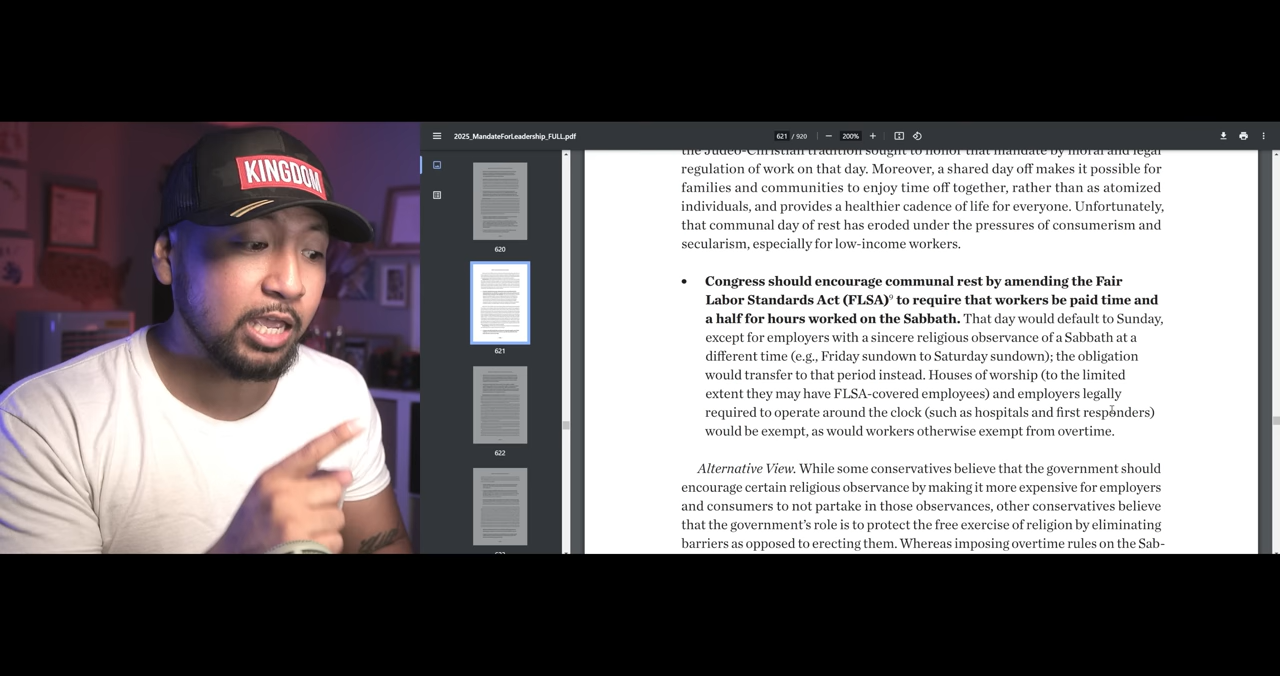 KINGDOM
2025_MandateForLeadership_FULL.pdf
621 / 920
200%
620
621
622
the Judeo-Christian tradition sought to honor that mandate by moral and legal
regulation of work on that day. Moreover, a shared day off makes it possible for
families and communities to enjoy time off together, rather than as atomized
individuals, and provides a healthier cadence of life for everyone. Unfortunately,
that communal day of rest has eroded under the pressures of consumerism and
secularism, especially for low-income workers.
• Congress should encourage communal rest by amending the Fair
Labor Standards Act (FLSA)⁹ to require that workers be paid time and
a half for hours worked on the Sabbath. That day would default to Sunday,
except for employers with a sincere religious observance of a Sabbath at a
different time (e.g., Friday sundown to Saturday sundown); the obligation
would transfer to that period instead. Houses of worship (to the limited
extent they may have FLSA-covered employees) and employers legally
required to operate around the clock (such as hospitals and first responders)
would be exempt, as would workers otherwise exempt from overtime.
Alternative View. While some conservatives believe that the government should
encourage certain religious observance by making it more expensive for employers
and consumers to not partake in those observances, other conservatives believe
that the government's role is to protect the free exercise of religion by eliminating
barriers as opposed to erecting them. Whereas imposing overtime rules on the Sab-